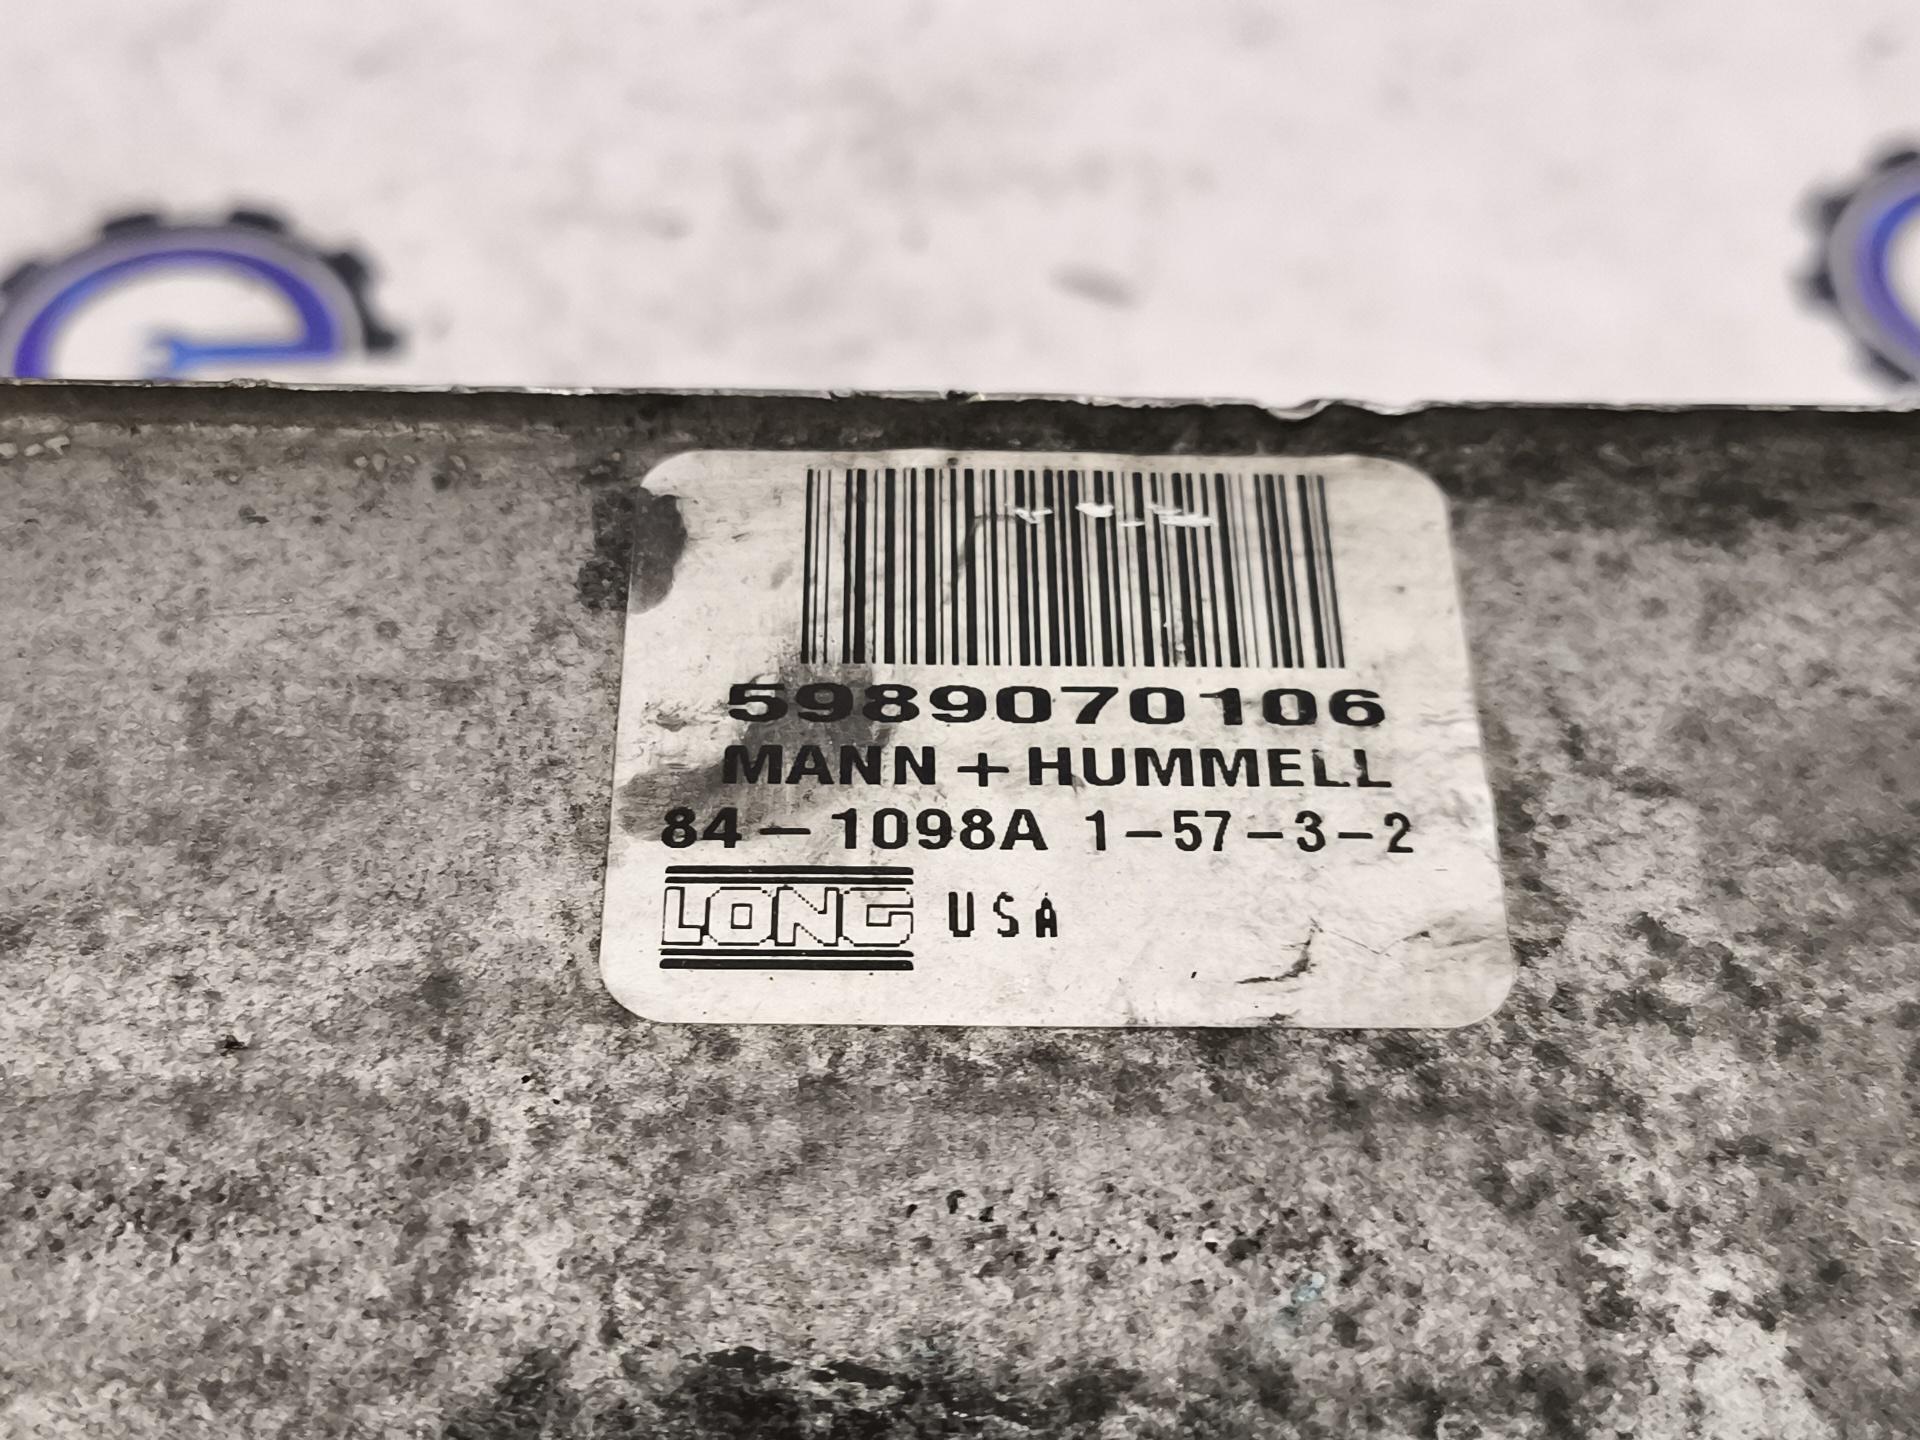 5989070106
MANN + HUMMELL
84-1098A 1-57-3-2
LONG USA